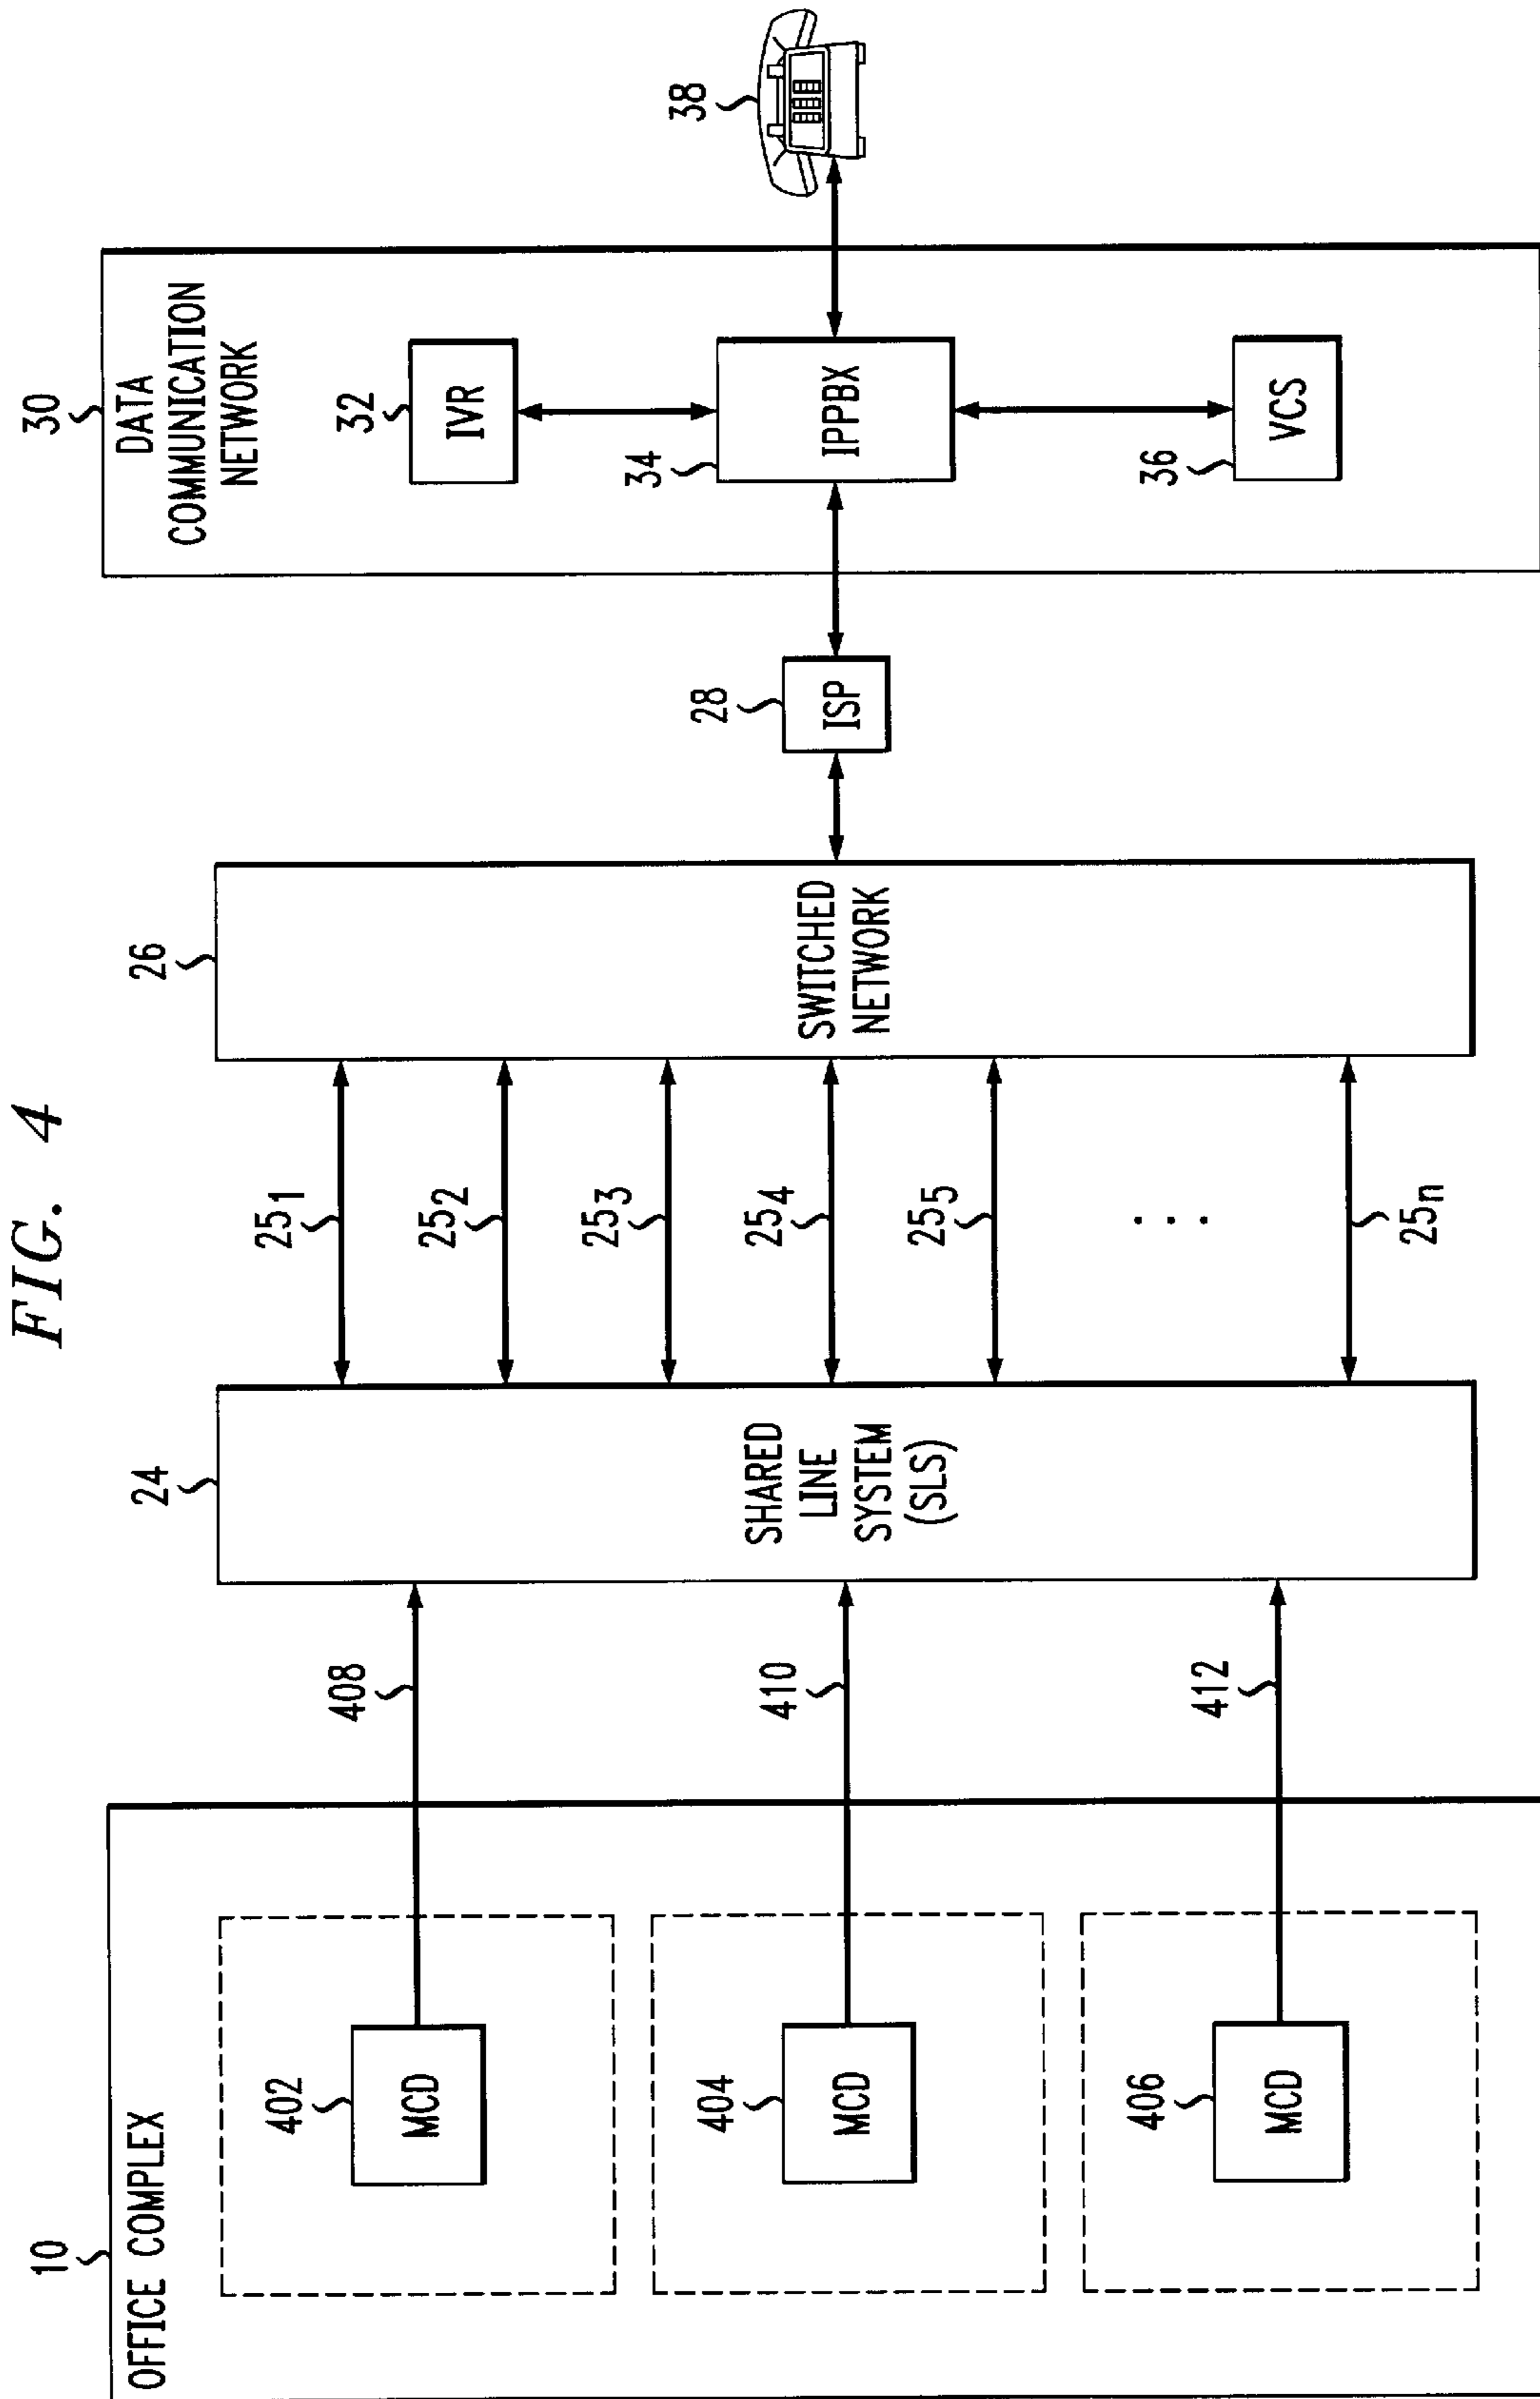 FIG. 4
10
OFFICE COMPLEX
402
MCD
404
MCD
406
MCD
408
410
412
24
SHARED
LINE
SYSTEM
(SLS)
25₁
25₂
25₃
25₄
25₅
. . .
25ₙ
26
SWITCHED
NETWORK
28
ISP
30
DATA
COMMUNICATION
NETWORK
32
IVR
34
IPPBX
36
VCS
38